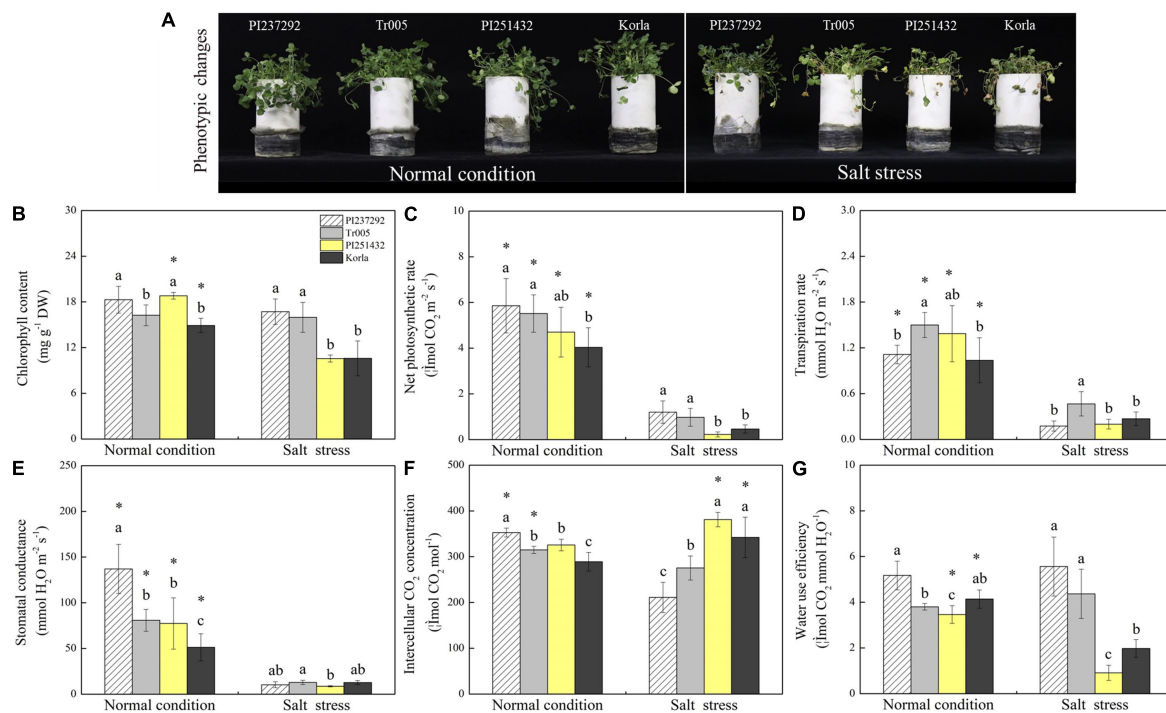 A
Phenotypic changes
PI237292 Tr005 PI251432 Korla
Normal condition
PI237292 Tr005 PI251432 Korla
Salt stress
B
Chlorophyll content
(mg g⁻¹ DW)
30
24
18
12
6
0
PI237292
Tr005
PI251432
Korla
* *
a b a b
a a b b
Normal condition Salt stress
C
Net photosynthetic rate
(¦Ìmol CO₂ m⁻² s⁻¹)
10
8
6
4
2
0
* * * *
a a ab b
a a b b
Normal condition Salt stress
D
Transpiration rate
(mmol H₂O m⁻² s⁻¹)
3.0
2.4
1.8
1.2
0.6
0.0
* * * *
b a ab b
b a b b
Normal condition Salt stress
E
Stomatal conductance
(mmol H₂O m⁻² s⁻¹)
250
200
150
100
50
0
* * * *
a b b c
ab a b ab
Normal condition Salt stress
F
Intercellular CO₂ concentration
(¦Ìmol CO₂ mol⁻¹)
500
400
300
200
100
0
* *
a b b c
* *
c b a a
Normal condition Salt stress
G
Water use efficiency
(¦Ìmol CO₂ mmol H₂O⁻¹)
10
8
6
4
2
0
* *
a b c ab
a a c b
Normal condition Salt stress